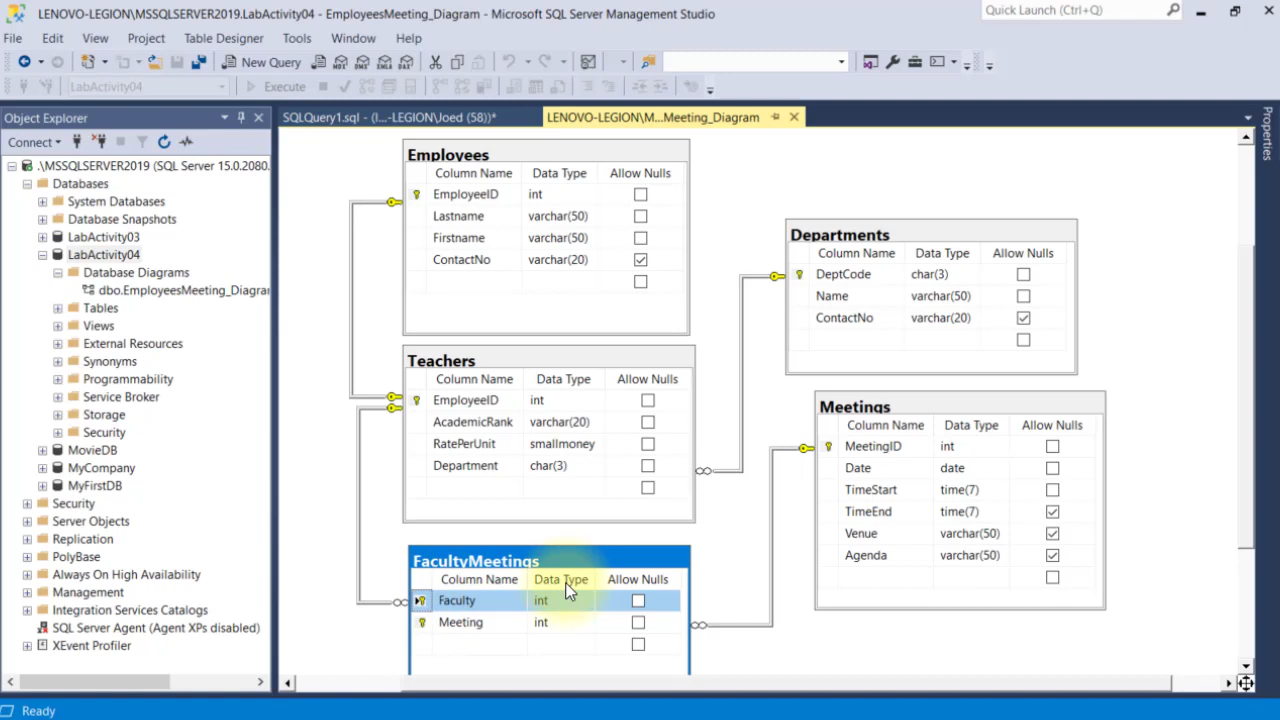 LENOVO-LEGION\MSSQLSERVER2019.LabActivity04 - EmployeesMeeting_Diagram - Microsoft SQL Server Management Studio
Quick Launch (Ctrl+Q)
File Edit View Project Table Designer Tools Window Help
New Query MDX DMX XMLA DAX
LabActivity04 Execute
Object Explorer
SQLQuery1.sql - (l...-LEGION\loed (58))*
LENOVO-LEGION\M...Meeting_Diagram
Properties
Connect
.\MSSQLSERVER2019 (SQL Server 15.0.2080.
Databases
System Databases
Database Snapshots
LabActivity03
LabActivity04
Database Diagrams
dbo.EmployeesMeeting_Diagra
Tables
Views
External Resources
Synonyms
Programmability
Service Broker
Storage
Security
MovieDB
MyCompany
MyFirstDB
Security
Server Objects
Replication
PolyBase
Always On High Availability
Management
Integration Services Catalogs
SQL Server Agent (Agent XPs disabled)
XEvent Profiler
Employees
Column Name Data Type Allow Nulls
EmployeeID int
Lastname varchar(50)
Firstname varchar(50)
ContactNo varchar(20)
Teachers
Column Name Data Type Allow Nulls
EmployeeID int
AcademicRank varchar(20)
RatePerUnit smallmoney
Department char(3)
FacultyMeetings
Column Name Data Type Allow Nulls
Faculty int
Meeting int
Departments
Column Name Data Type Allow Nulls
DeptCode char(3)
Name varchar(50)
ContactNo varchar(20)
Meetings
Column Name Data Type Allow Nulls
MeetingID int
Date date
TimeStart time(7)
TimeEnd time(7)
Venue varchar(50)
Agenda varchar(50)
Ready